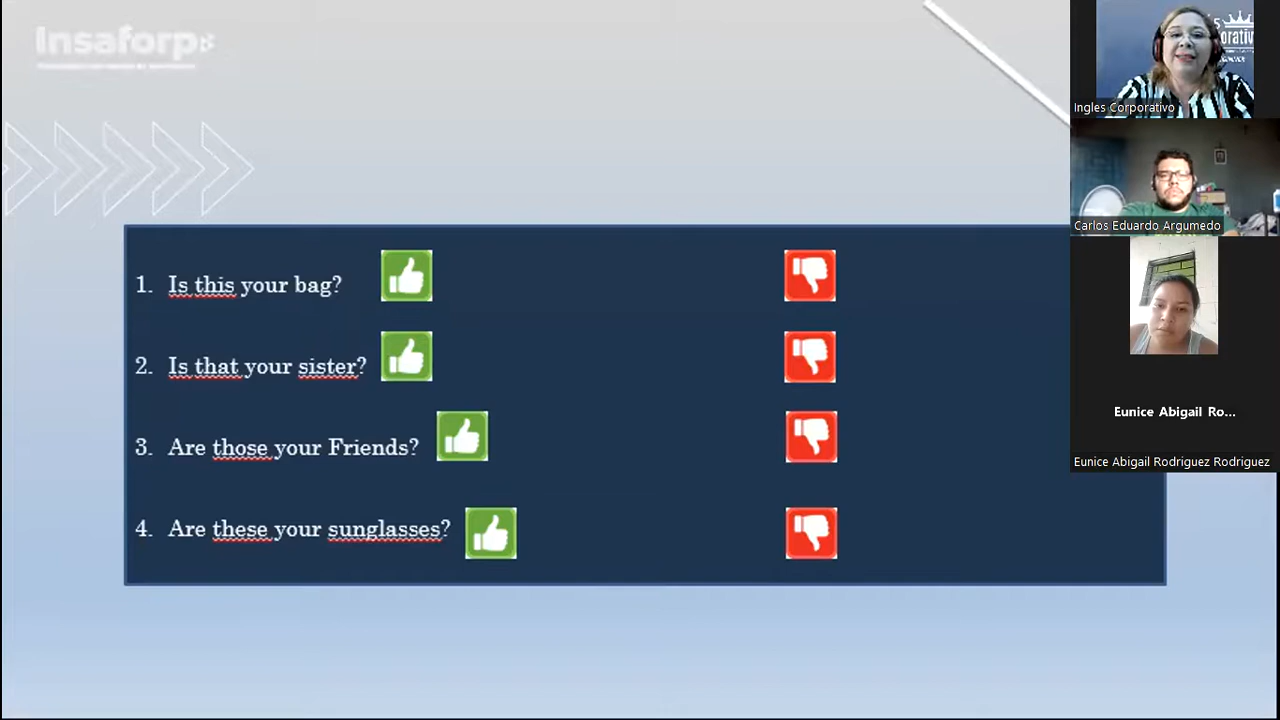 Insaforp
1. Is this your bag?
2. Is that your sister?
3. Are those your Friends?
4. Are these your sunglasses?
Ingles Corporativo
Carlos Eduardo Argumedo
Eunice Abigail Ro...
Eunice Abigail Rodriguez Rodriguez